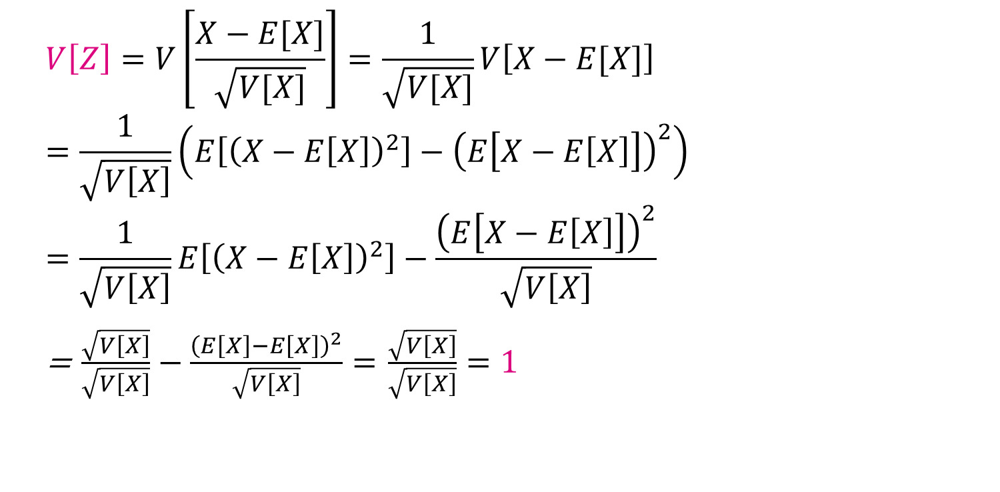 V[Z] = V[(X − E[X])/√V[X]] = 1/√V[X] V[X − E[X]]
= 1/√V[X] (E[(X − E[X])²] − (E[X − E[X]])²)
= 1/√V[X] E[(X − E[X])²] − (E[X − E[X]])²/√V[X]
= √V[X]/√V[X] − (E[X]−E[X])²/√V[X] = √V[X]/√V[X] = 1